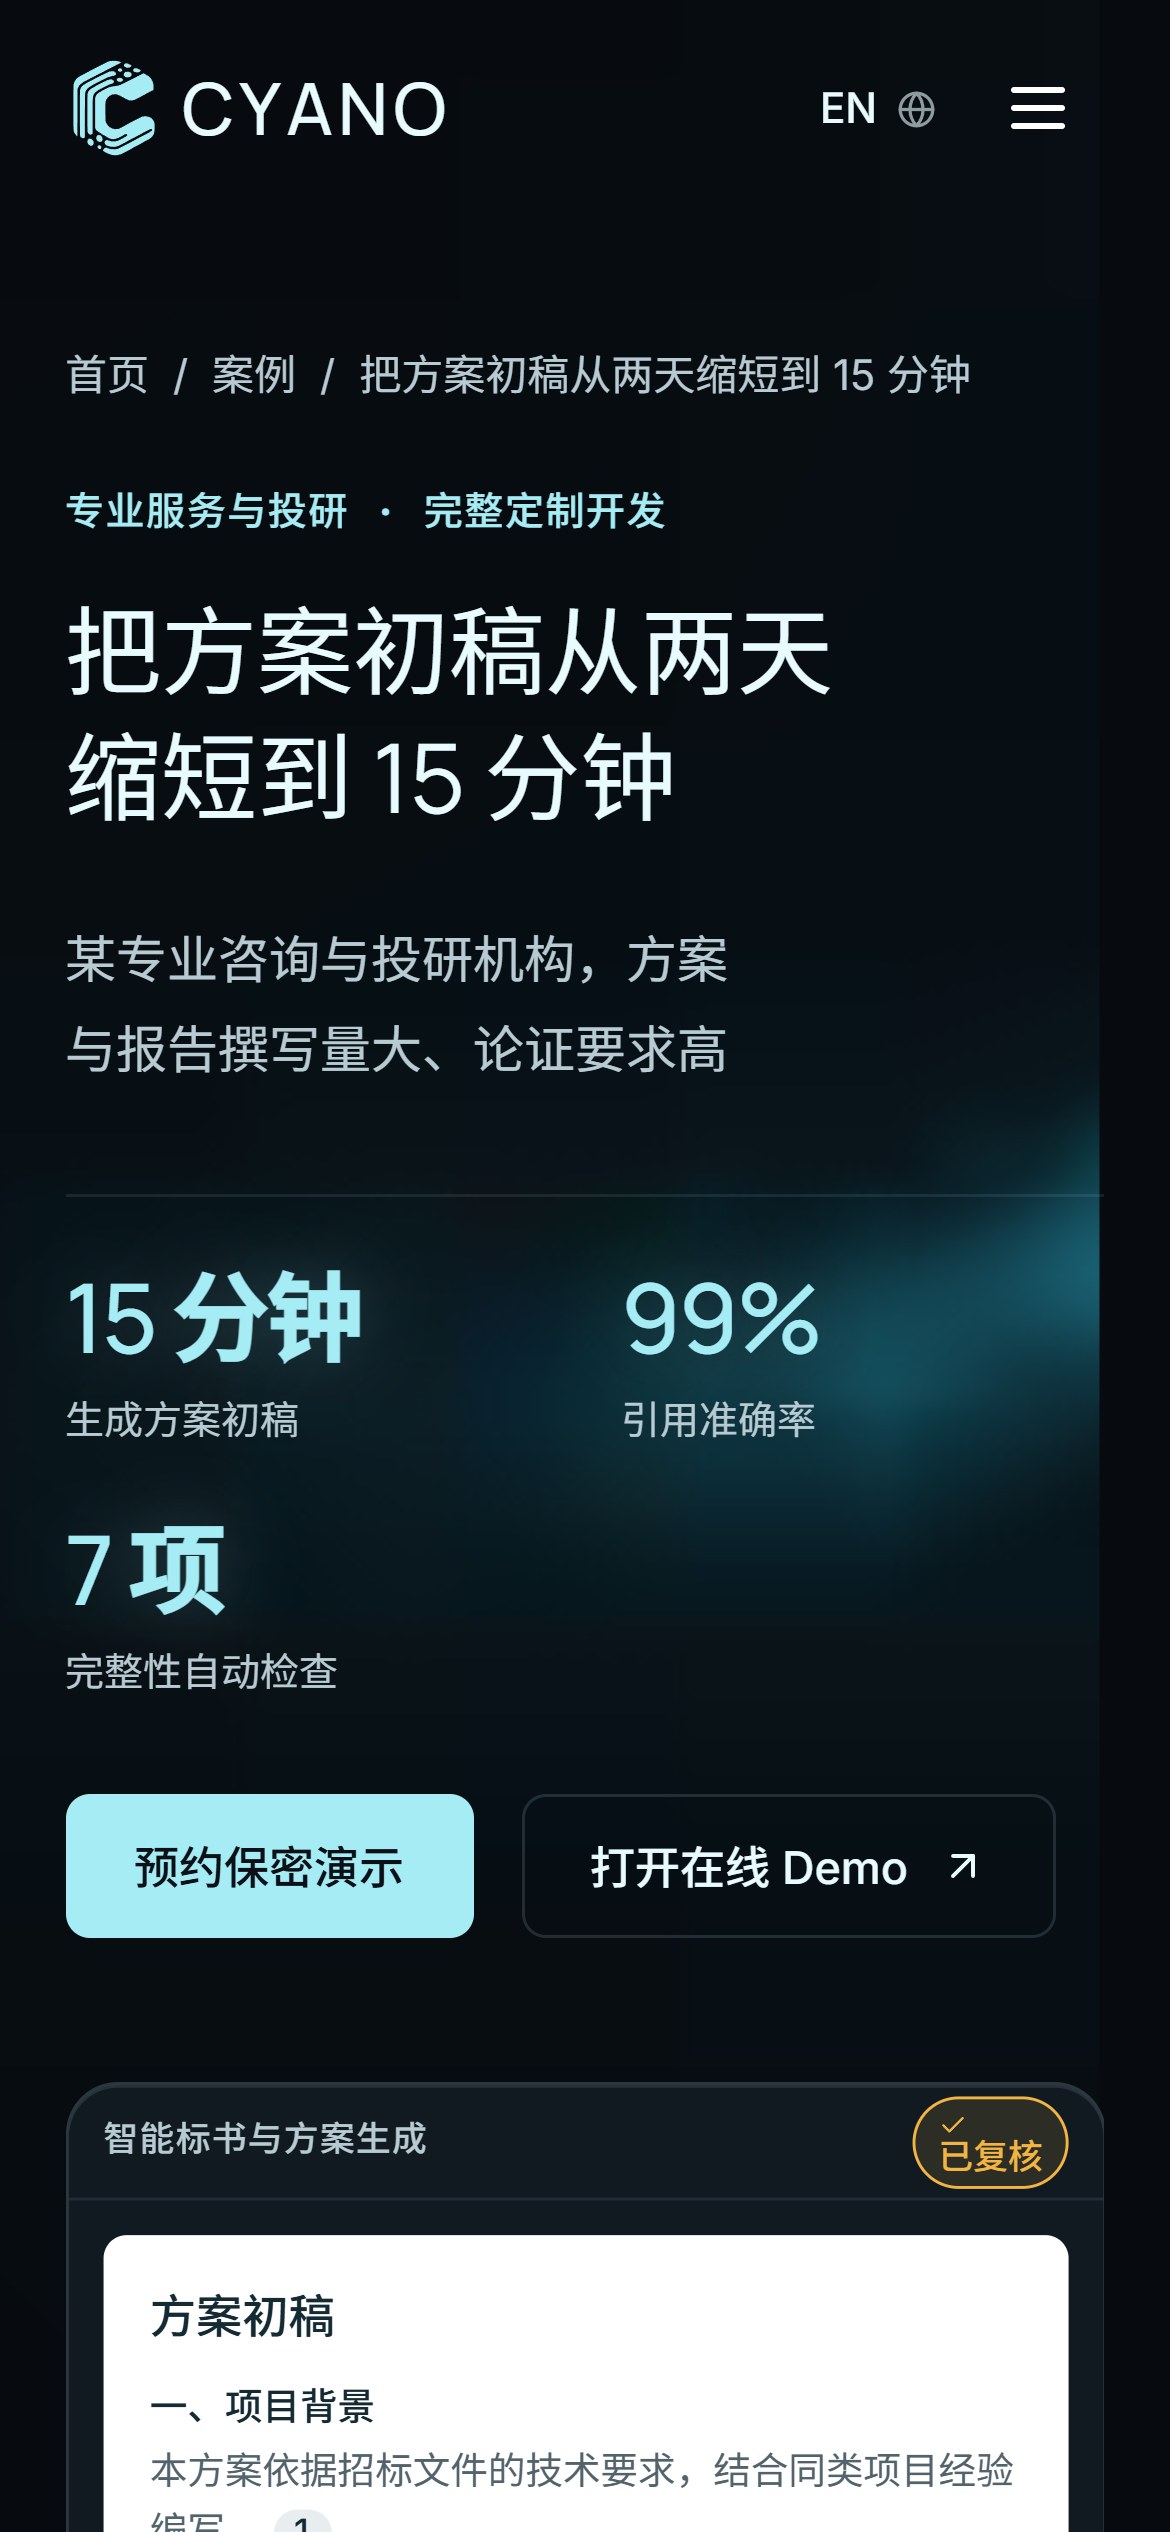 CYANO
EN
首页 / 案例 / 把方案初稿从两天缩短到 15 分钟
专业服务与投研 · 完整定制开发
把方案初稿从两天
缩短到 15 分钟
某专业咨询与投研机构，方案
与报告撰写量大、论证要求高
15 分钟
生成方案初稿
99%
引用准确率
7 项
完整性自动检查
预约保密演示
打开在线 Demo
智能标书与方案生成
已复核
方案初稿
一、项目背景
本方案依据招标文件的技术要求，结合同类项目经验
编写 1